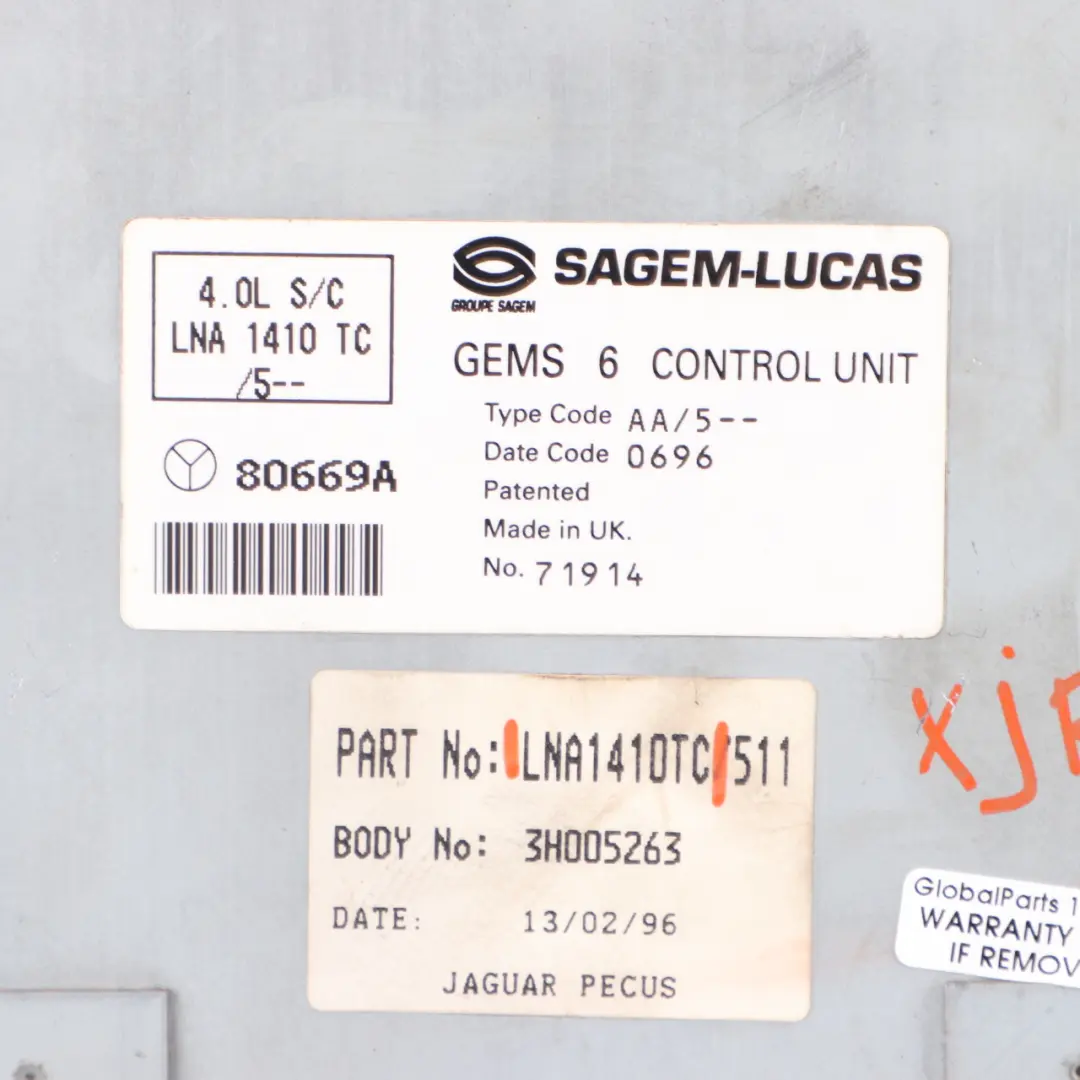 4.0L S/C
LNA 1410 TC
/5--
80669A
GROUPE SAGEM
SAGEM-LUCAS
GEMS 6 CONTROL UNIT
Type Code AA/5--
Date Code 0696
Patented
Made in UK.
No. 71914
PART No: LNA1410TC/511
BODY No: 3H005263
DATE: 13/02/96
JAGUAR PECUS
XJ
GlobalParts 1
WARRANTY
IF REMOV